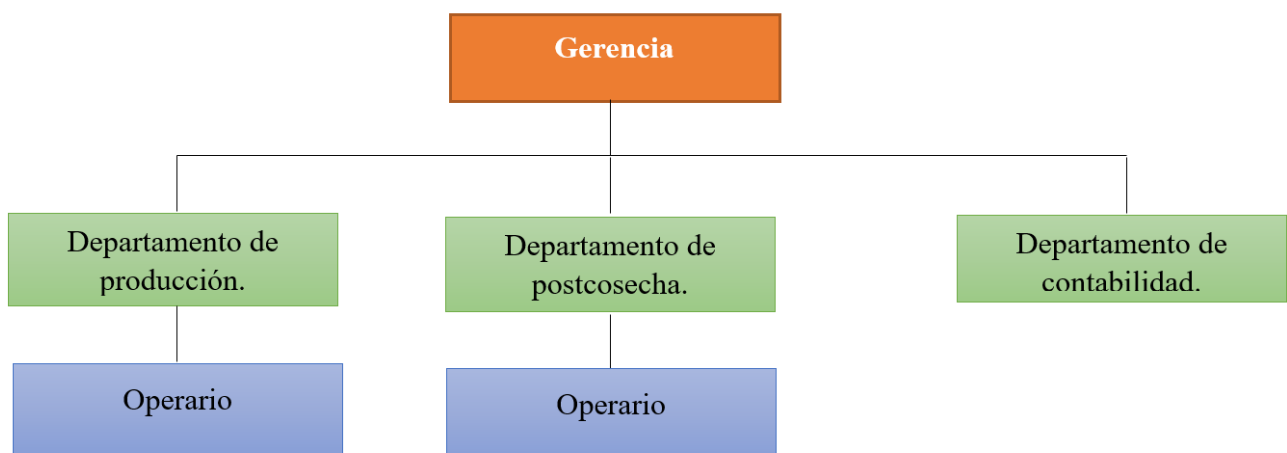 Gerencia
Departamento de
producción.
Departamento de
postcosecha.
Departamento de
contabilidad.
Operario
Operario